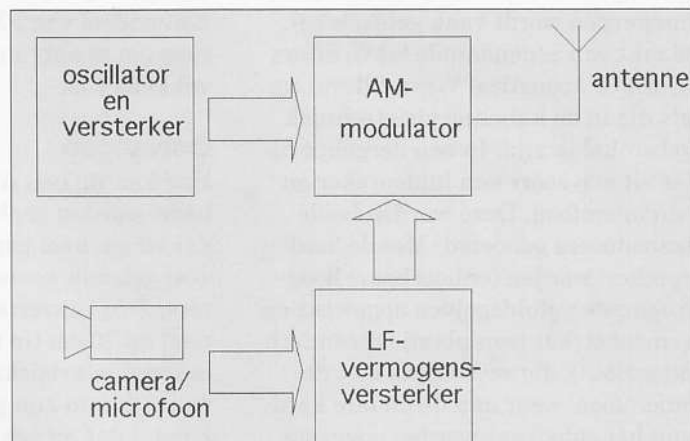 oscillator
en
versterker
AM-
modulator
antenne
camera/
microfoon
LF-
vermogens-
versterker